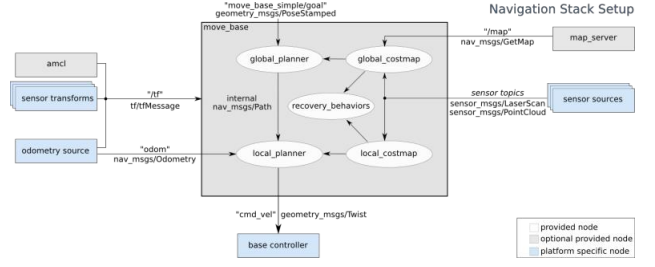 Navigation Stack Setup
"move_base_simple/goal"
geometry_msgs/PoseStamped
move_base
"/map"
nav_msgs/GetMap
map_server
global_planner
global_costmap
amcl
sensor transforms
"/tf"
tf/tfMessage
internal
nav_msgs/Path
recovery_behaviors
sensor topics
sensor_msgs/LaserScan
sensor_msgs/PointCloud
sensor sources
odometry source
"odom"
nav_msgs/Odometry
local_planner
local_costmap
"cmd_vel" geometry_msgs/Twist
base controller
provided node
optional provided node
platform specific node